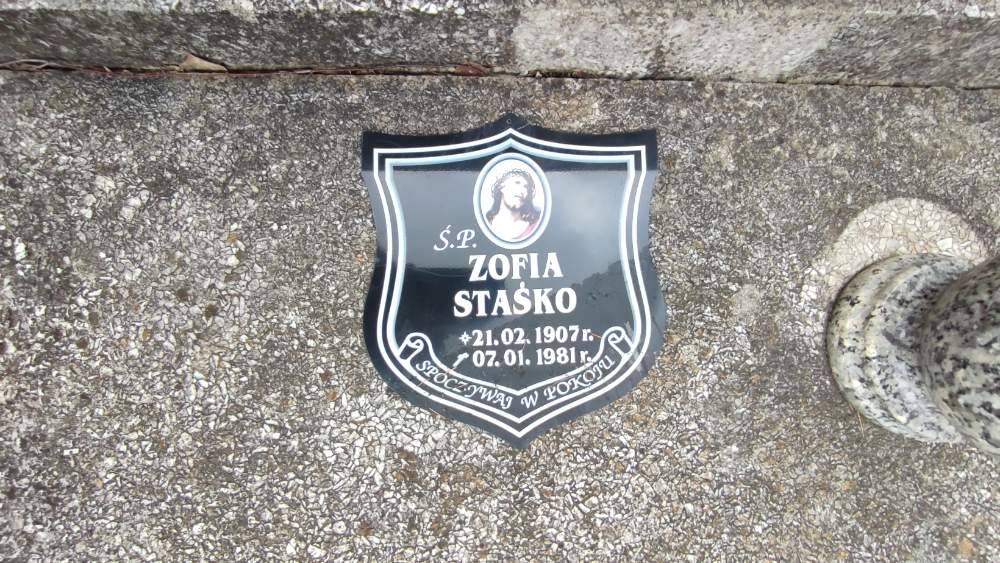 Ś.P.
ZOFIA
STAŚKO
21.02.1907 r.
07.01.1981 r.
SPOCZYWAJ W POKOJU